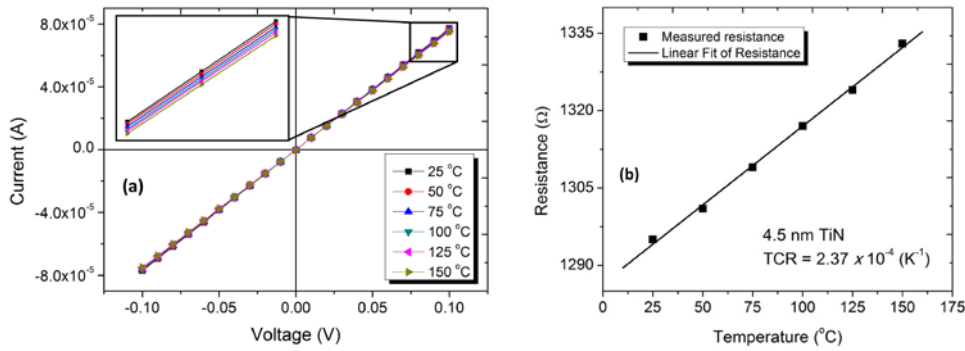 8.0x10⁻⁵
4.0x10⁻⁵
0.0
-4.0x10⁻⁵
-8.0x10⁻⁵
Current (A)
(a)
25 °C
50 °C
75 °C
100 °C
125 °C
150 °C
-0.10
-0.05
0.00
0.05
0.10
Voltage (V)
1335
1320
1305
1290
Resistance (Ω)
Measured resistance
Linear Fit of Resistance
(b)
4.5 nm TiN
TCR = 2.37 x 10⁻⁴ (K⁻¹)
25
50
75
100
125
150
Temperature (°C)